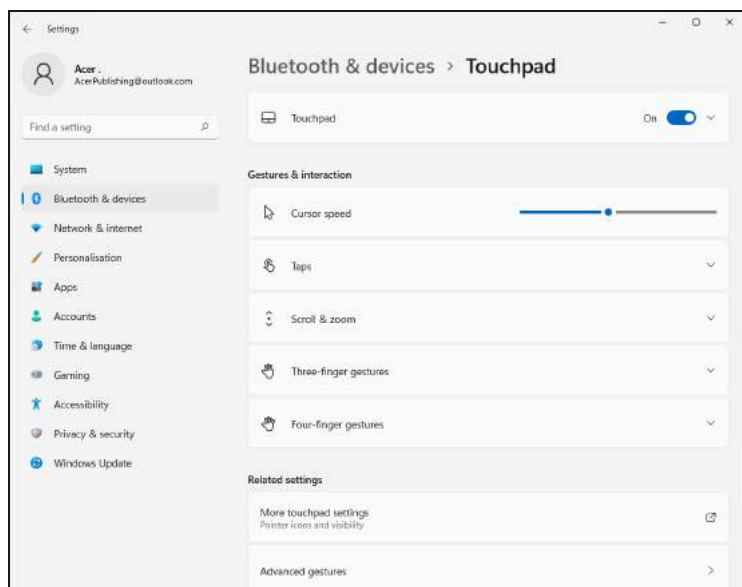 Settings
Acer .
AcerPublishing@outlook.com
Find a setting
System
Bluetooth & devices
Network & internet
Personalisation
Apps
Accounts
Time & language
Gaming
Accessibility
Privacy & security
Windows Update
Bluetooth & devices > Touchpad
Touchpad
On
Gestures & interaction
Cursor speed
Taps
Scroll & zoom
Three-finger gestures
Four-finger gestures
Related settings
More touchpad settings
Pointer icons and visibility
Advanced gestures